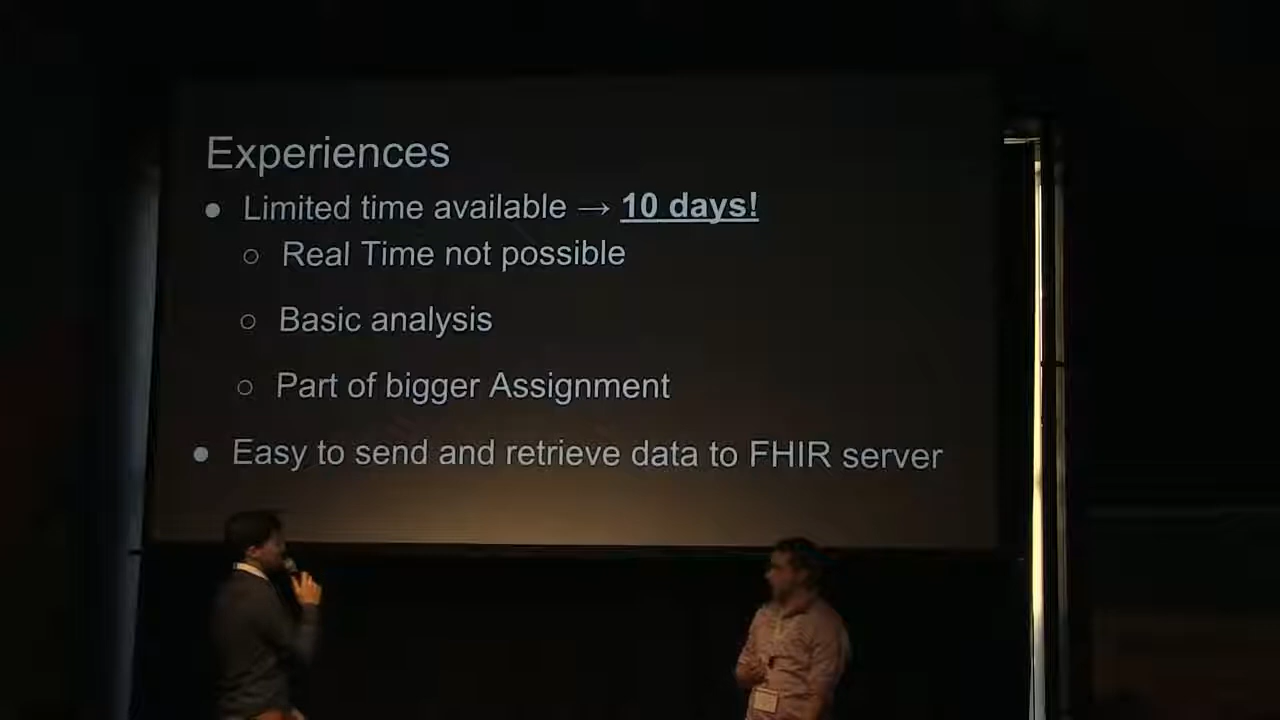 Experiences
● Limited time available → 10 days!
○ Real Time not possible
○ Basic analysis
○ Part of bigger Assignment
● Easy to send and retrieve data to FHIR server